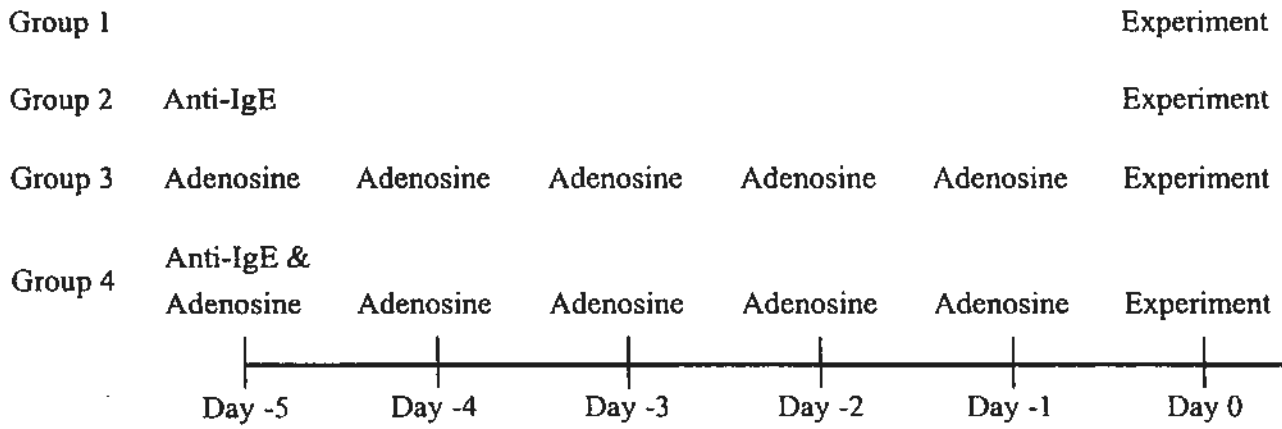 Group 1 Experiment
Group 2 Anti-IgE Experiment
Group 3 Adenosine Adenosine Adenosine Adenosine Adenosine Experiment
Group 4 Anti-IgE &
Adenosine Adenosine Adenosine Adenosine Adenosine Experiment
Day -5 Day -4 Day -3 Day -2 Day -1 Day 0